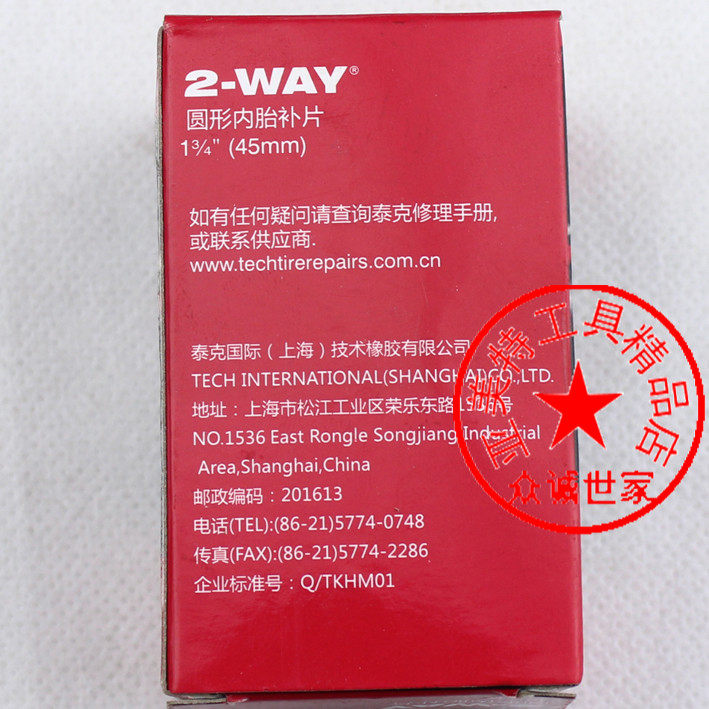 2-WAY®
圆形内胎补片
1¾" (45mm)
如有任何疑问请查询泰克修理手册,
或联系供应商.
www.techtirerepairs.com.cn
泰克国际（上海）技术橡胶有限公司
TECH INTERNATIONAL(SHANGHAI)CO.,LTD.
地址：上海市松江工业区荣乐东路1536号
NO.1536 East Rongle Songjiang Industrial
Area,Shanghai,China
邮政编码：201613
电话(TEL):(86-21)5774-0748
传真(FAX):(86-21)5774-2286
企业标准号：Q/TKHM01
亚美特工具精品店
众诚世家